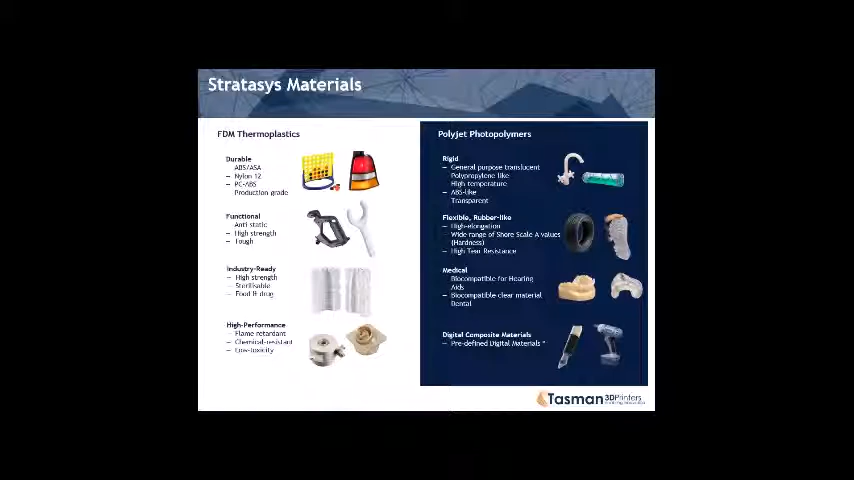 Stratasys Materials
FDM Thermoplastics
Durable
ABS/ASA
– Nylon 12
– PC-ABS
Production grade
Functional
Anti static
– High strength
– Tough
Industry-Ready
– High strength
– Sterilisable
– Food & drug
High-Performance
– Flame retardant
– Chemical-resistant
– Low-toxicity
Polyjet Photopolymers
Rigid
– General purpose translucent
Polypropylene like
High temperature
– ABS-like
Transparent
Flexible, Rubber-like
– High-elongation
Wide range of Shore Scale A values
(Hardness)
– High Tear Resistance
Medical
Biocompatible for Hearing
Aids
– Biocompatible clear material
Dental
Digital Composite Materials
– Pre-defined Digital Materials *
Tasman 3DPrinters